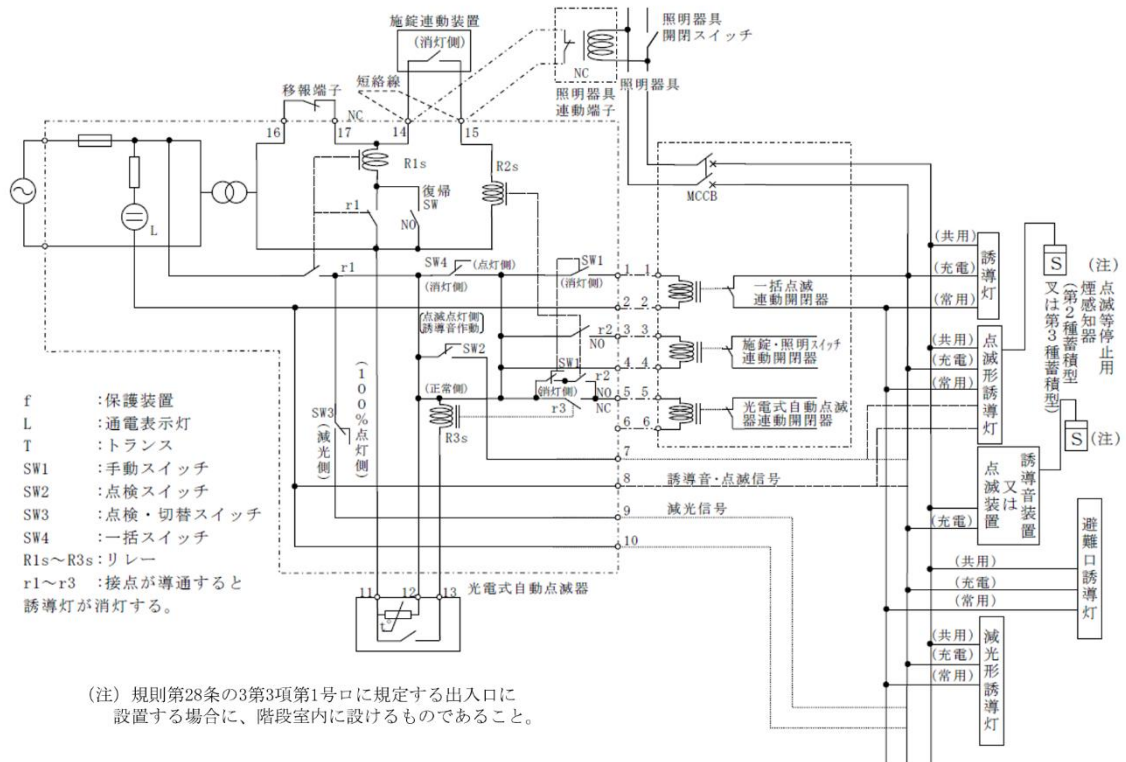 施錠連動装置
(消灯側)
照明器具
開閉スイッチ
NC
照明器具
照明器具
連動端子
短絡線
移報端子
NC
16
17
14
15
R1s
R2s
復帰
SW
r1
NO
L
MCCB
r1
SW4
(点灯側)
(消灯側)
SW1
(消灯側)
1 1
2 2
3 3
4 4
5 5
6 6
7
8
9
10
一括点滅
連動開閉器
施錠・照明スイッチ
連動開閉器
光電式自動点滅
器連動開閉器
点滅点灯側
誘導音作動
SW2
r2
NO
SW1
r2
(消灯側)
NO
NC
r3
(正常側)
R3s
(100%点灯側)
SW3
(減光側)
誘導音・点滅信号
減光信号
11
12
13
光電式自動点滅器
t°
(共用)
(充電)
(常用)
誘導灯
(共用)
(充電)
(常用)
点滅形誘導灯
S
(注)
点滅等停止用
煙感知器
(第2種蓄積型
又は第3種蓄積型)
S
(注)
誘導音装置
又は
点滅装置
(充電)
(共用)
(充電)
(常用)
避難口誘導灯
(共用)
(充電)
(常用)
減光形誘導灯
f :保護装置
L :通電表示灯
T :トランス
SW1 :手動スイッチ
SW2 :点検スイッチ
SW3 :点検・切替スイッチ
SW4 :一括スイッチ
R1s～R3s:リレー
r1～r3 :接点が導通すると
誘導灯が消灯する。
(注) 規則第28条の3第3項第1号ロに規定する出入口に
設置する場合に、階段室内に設けるものであること。